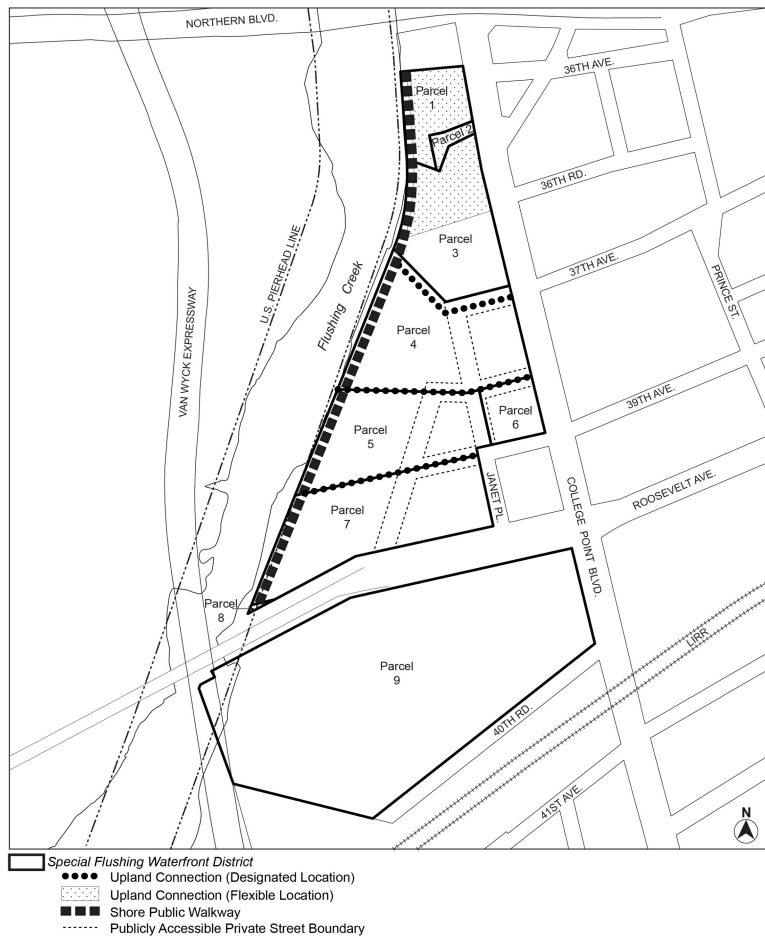 NORTHERN BLVD.
36TH AVE.
Parcel
1
Parcel 2
36TH RD.
Parcel
3
37TH AVE.
PRINCE ST.
U.S. PIERHEAD LINE
VAN WYCK EXPRESSWAY
Flushing Creek
Parcel
4
39TH AVE.
Parcel
5
Parcel
6
JANET PL.
COLLEGE POINT BLVD.
ROOSEVELT AVE.
Parcel
7
Parcel
8
LIRR
Parcel
9
40TH RD.
41ST AVE.
N
Special Flushing Waterfront District
Upland Connection (Designated Location)
Upland Connection (Flexible Location)
Shore Public Walkway
Publicly Accessible Private Street Boundary